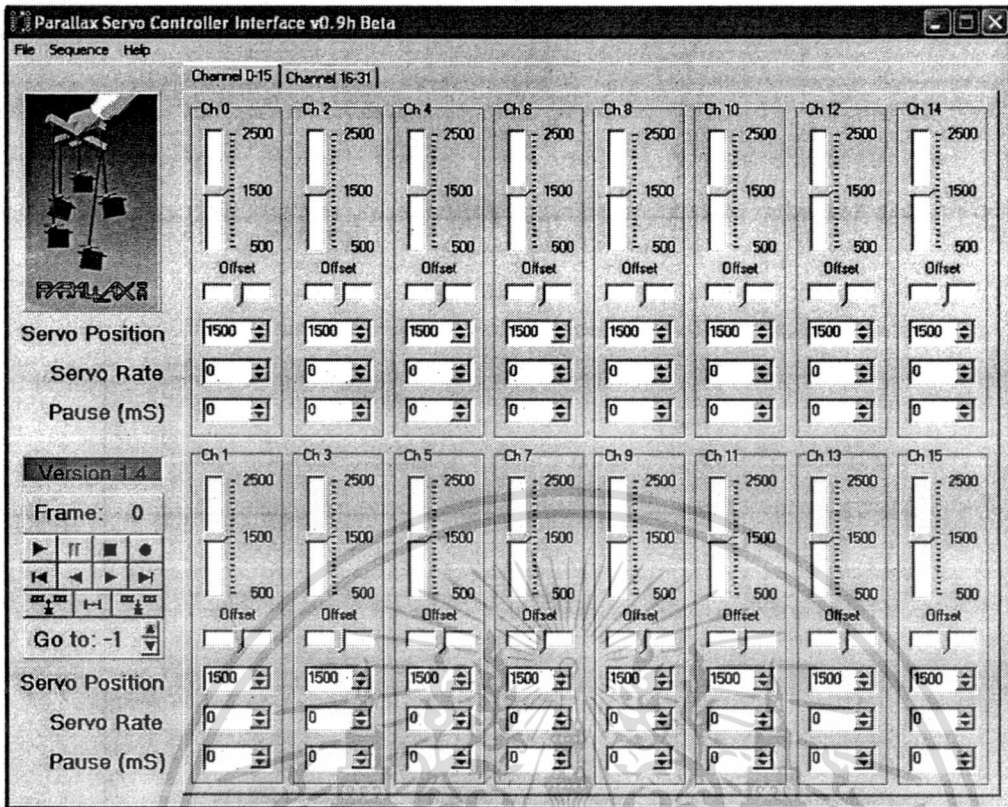 Parallax Servo Controller Interface v0.9h Beta
File Sequence Help
Channel 0-15 Channel 16-31
Ch 0 Ch 2 Ch 4 Ch 6 Ch 8 Ch 10 Ch 12 Ch 14
2500 2500 2500 2500 2500 2500 2500 2500
1500 1500 1500 1500 1500 1500 1500 1500
500 500 500 500 500 500 500 500
Offset Offset Offset Offset Offset Offset Offset Offset
PARALLAX
Servo Position 1500 1500 1500 1500 1500 1500 1500 1500
Servo Rate 0 0 0 0 0 0 0 0
Pause (mS) 0 0 0 0 0 0 0 0
Ch 1 Ch 3 Ch 5 Ch 7 Ch 9 Ch 11 Ch 13 Ch 15
Version 1.4
2500 2500 2500 2500 2500 2500 2500 2500
Frame: 0
1500 1500 1500 1500 1500 1500 1500 1500
500 500 500 500 500 500 500 500
Offset Offset Offset Offset Offset Offset Offset Offset
Go to: -1
Servo Position 1500 1500 1500 1500 1500 1500 1500 1500
Servo Rate 0 0 0 0 0 0 0 0
Pause (mS) 0 0 0 0 0 0 0 0